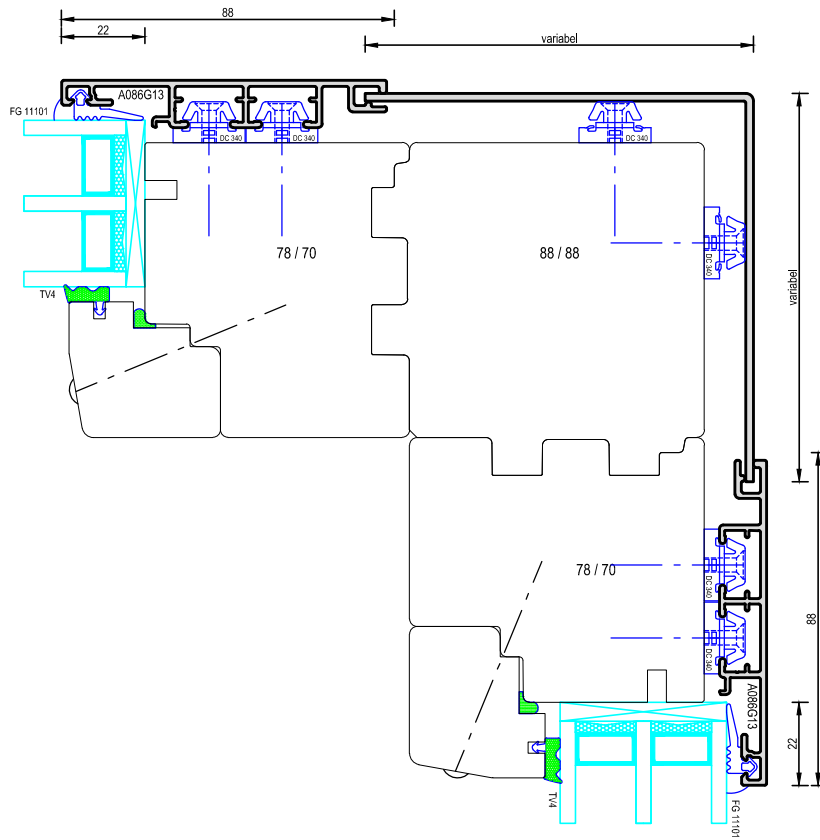 88
22
variabel
A086G13
FG 11101
DC 340
DC 340
DC 340
78 / 70
88 / 88
DC 340
variabel
TV4
78 / 70
DC 340
DC 340
88
A086G13
22
TV4
FG 11101